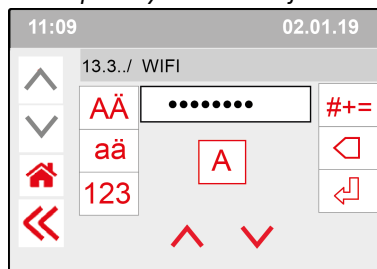 11:09 02.01.19
13.3../ WIFI
AÄ •••••••• #+=
aä A
123